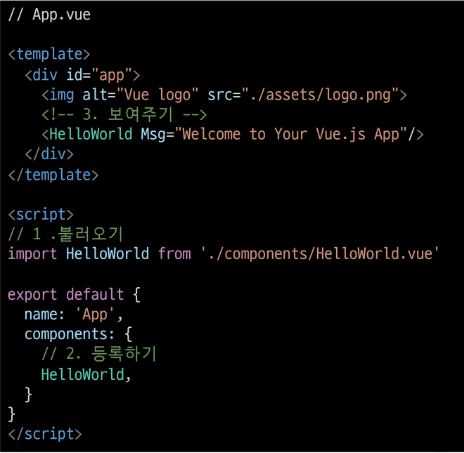 // App.vue
<template>
<div id="app">
<img alt="Vue logo" src="./assets/logo.png">
<!-- 3. 보여주기 -->
<HelloWorld Msg="Welcome to Your Vue.js App"/>
</div>
</template>
<script>
// 1 .불러오기
import HelloWorld from './components/HelloWorld.vue'
export default {
name: 'App',
components: {
// 2. 등록하기
HelloWorld,
}
}
</script>